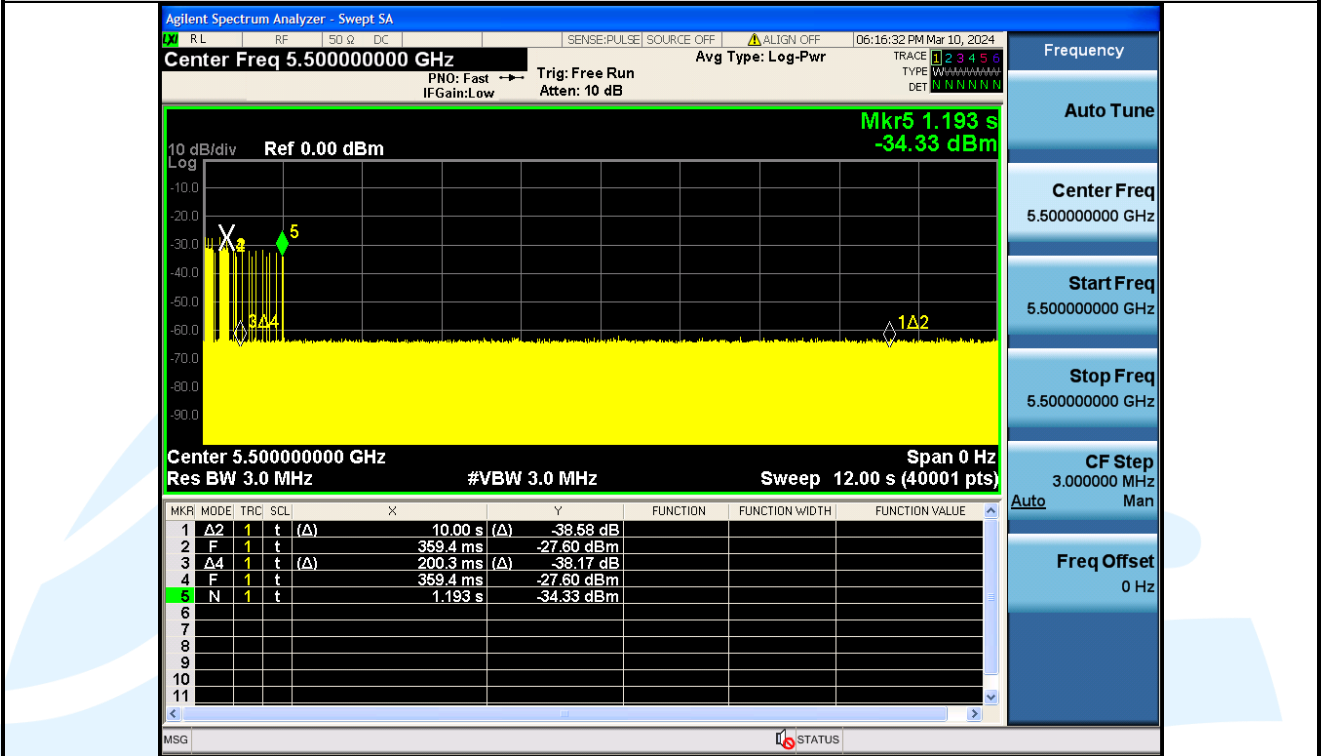 Agilent Spectrum Analyzer - Swept SA
LXI RL RF 50 Ω DC SENSE:PULSE SOURCE OFF ALIGN OFF 06:16:32 PM Mar 10, 2024
Center Freq 5.500000000 GHz
PNO: Fast
IFGain:Low
Trig: Free Run
Atten: 10 dB
Avg Type: Log-Pwr
TRACE 1 2 3 4 5 6
TYPE W
DET N N N N N N
Mkr5 1.193 s
-34.33 dBm
10 dB/div Ref 0.00 dBm
Log
-10.0
-20.0
-30.0
-40.0
-50.0
-60.0
-70.0
-80.0
-90.0
5
3Δ4
1Δ2
Center 5.500000000 GHz Span 0 Hz
Res BW 3.0 MHz #VBW 3.0 MHz Sweep 12.00 s (40001 pts)
MKR MODE TRC SCL X Y FUNCTION FUNCTION WIDTH FUNCTION VALUE
1 Δ2 1 t (Δ) 10.00 s (Δ) -38.58 dB
2 F 1 t 359.4 ms -27.60 dBm
3 Δ4 1 t (Δ) 200.3 ms (Δ) -38.17 dB
4 F 1 t 359.4 ms -27.60 dBm
5 N 1 t 1.193 s -34.33 dBm
6
7
8
9
10
11
MSG STATUS
Frequency
Auto Tune
Center Freq
5.500000000 GHz
Start Freq
5.500000000 GHz
Stop Freq
5.500000000 GHz
CF Step
3.000000 MHz
Auto Man
Freq Offset
0 Hz